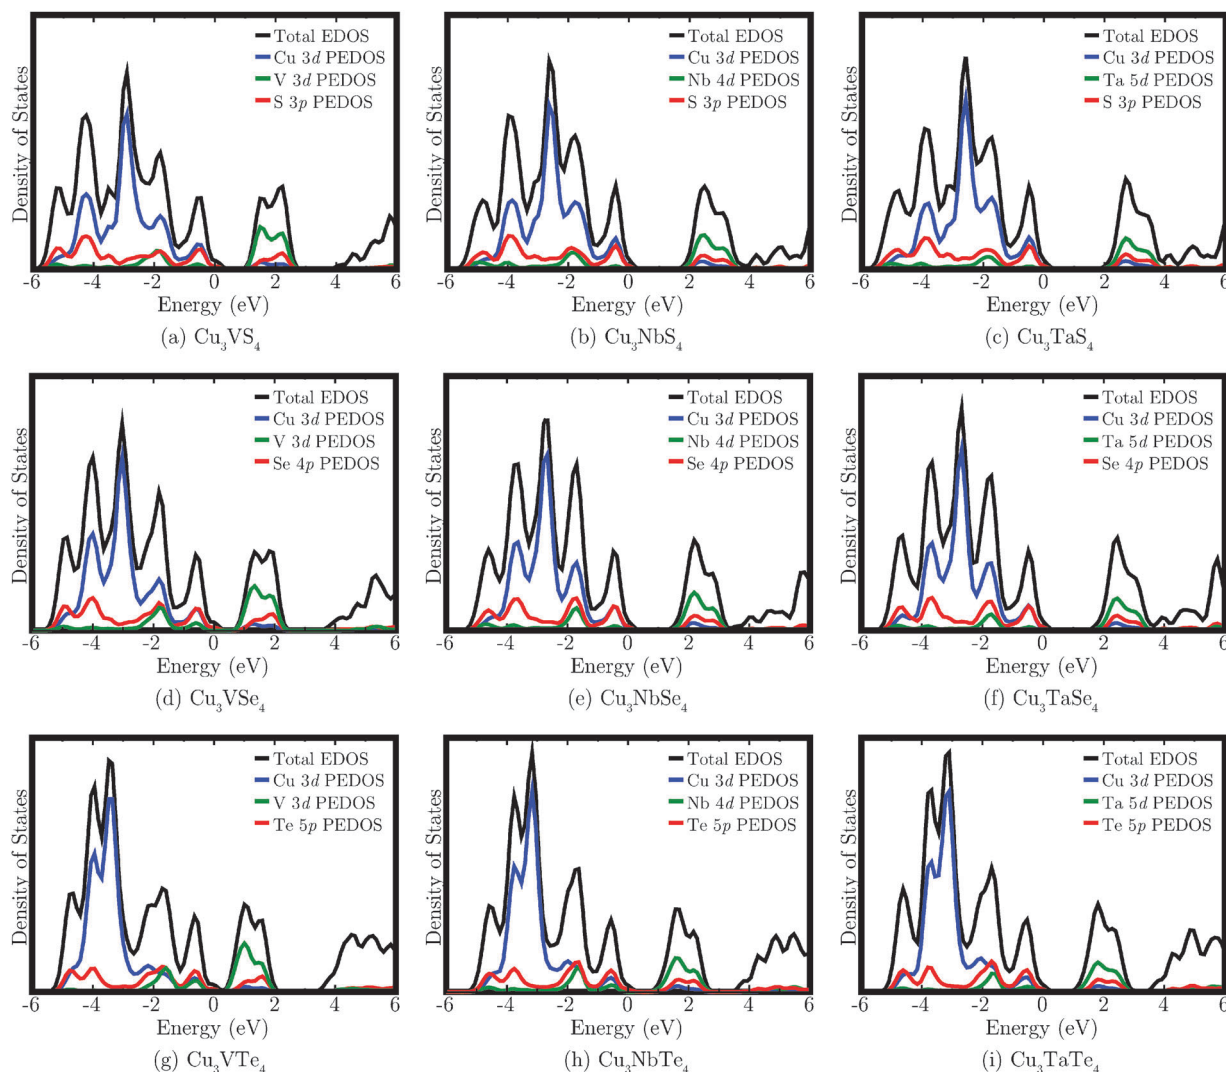 Total EDOS
Cu 3d PEDOS
V 3d PEDOS
S 3p PEDOS
Density of States
-6 -4 -2 0 2 4 6
Energy (eV)
(a) Cu₃VS₄
Total EDOS
Cu 3d PEDOS
Nb 4d PEDOS
S 3p PEDOS
Density of States
-6 -4 -2 0 2 4 6
Energy (eV)
(b) Cu₃NbS₄
Total EDOS
Cu 3d PEDOS
Ta 5d PEDOS
S 3p PEDOS
Density of States
-6 -4 -2 0 2 4 6
Energy (eV)
(c) Cu₃TaS₄
Total EDOS
Cu 3d PEDOS
V 3d PEDOS
Se 4p PEDOS
Density of States
-6 -4 -2 0 2 4 6
Energy (eV)
(d) Cu₃VSe₄
Total EDOS
Cu 3d PEDOS
Nb 4d PEDOS
Se 4p PEDOS
Density of States
-6 -4 -2 0 2 4 6
Energy (eV)
(e) Cu₃NbSe₄
Total EDOS
Cu 3d PEDOS
Ta 5d PEDOS
Se 4p PEDOS
Density of States
-6 -4 -2 0 2 4 6
Energy (eV)
(f) Cu₃TaSe₄
Total EDOS
Cu 3d PEDOS
V 3d PEDOS
Te 5p PEDOS
Density of States
-6 -4 -2 0 2 4 6
Energy (eV)
(g) Cu₃VTe₄
Total EDOS
Cu 3d PEDOS
Nb 4d PEDOS
Te 5p PEDOS
Density of States
-6 -4 -2 0 2 4 6
Energy (eV)
(h) Cu₃NbTe₄
Total EDOS
Cu 3d PEDOS
Ta 5d PEDOS
Te 5p PEDOS
Density of States
-6 -4 -2 0 2 4 6
Energy (eV)
(i) Cu₃TaTe₄